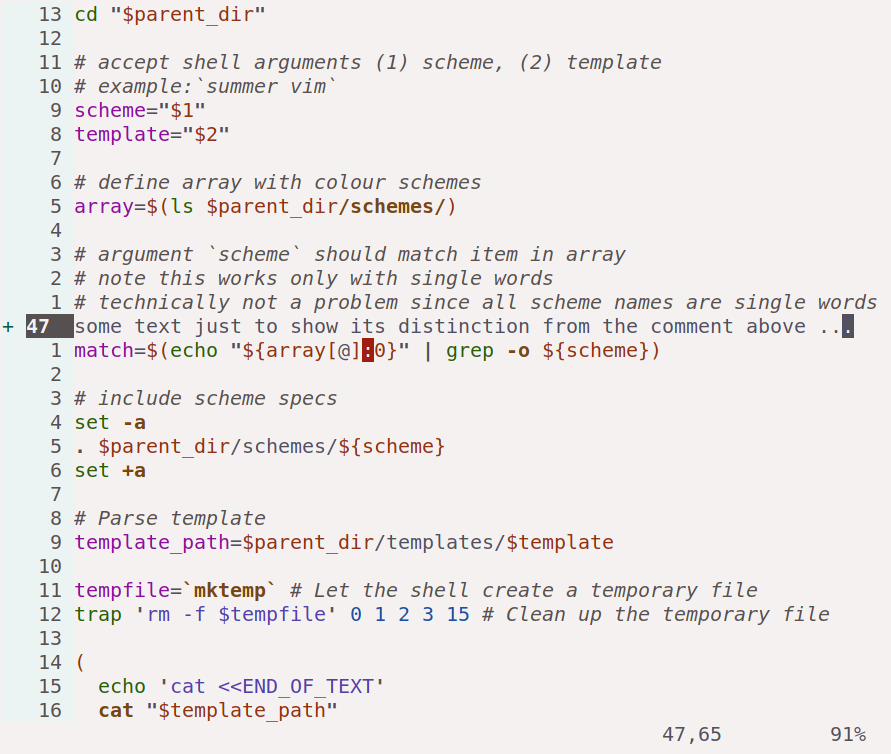 13 cd "$parent_dir"
12
11 # accept shell arguments (1) scheme, (2) template
10 # example:`summer vim`
9 scheme="$1"
8 template="$2"
7
6 # define array with colour schemes
5 array=$(ls $parent_dir/schemes/)
4
3 # argument `scheme` should match item in array
2 # note this works only with single words
1 # technically not a problem since all scheme names are single words
+ 47 some text just to show its distinction from the comment above ...
1 match=$(echo "${array[@]:0}" | grep -o ${scheme})
2
3 # include scheme specs
4 set -a
5 . $parent_dir/schemes/${scheme}
6 set +a
7
8 # Parse template
9 template_path=$parent_dir/templates/$template
10
11 tempfile=`mktemp` # Let the shell create a temporary file
12 trap 'rm -f $tempfile' 0 1 2 3 15 # Clean up the temporary file
13
14 (
15   echo 'cat <<END_OF_TEXT'
16   cat "$template_path"
47,65 91%